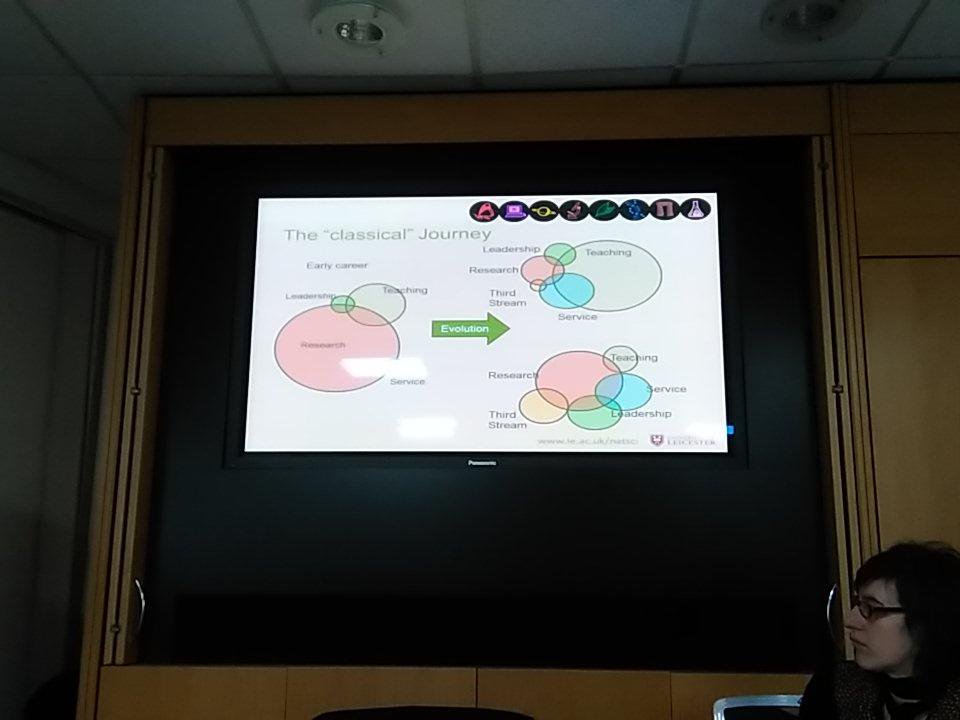 The "classical" Journey
Early career
Leadership
Teaching
Research
Service
Evolution
Leadership
Teaching
Research
Third
Stream
Service
Research
Teaching
Service
Third
Stream
Leadership
www.le.ac.uk/natsci
LEICESTER
Panasonic